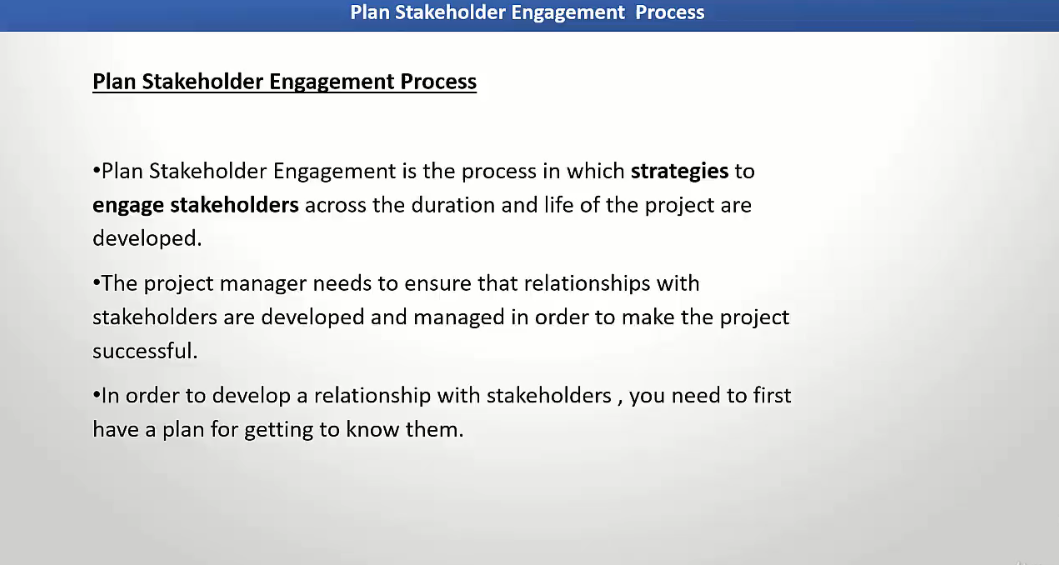 Plan Stakeholder Engagement  Process
Plan Stakeholder Engagement Process
•Plan Stakeholder Engagement is the process in which strategies to
engage stakeholders across the duration and life of the project are
developed.
•The project manager needs to ensure that relationships with
stakeholders are developed and managed in order to make the project
successful.
•In order to develop a relationship with stakeholders , you need to first
have a plan for getting to know them.